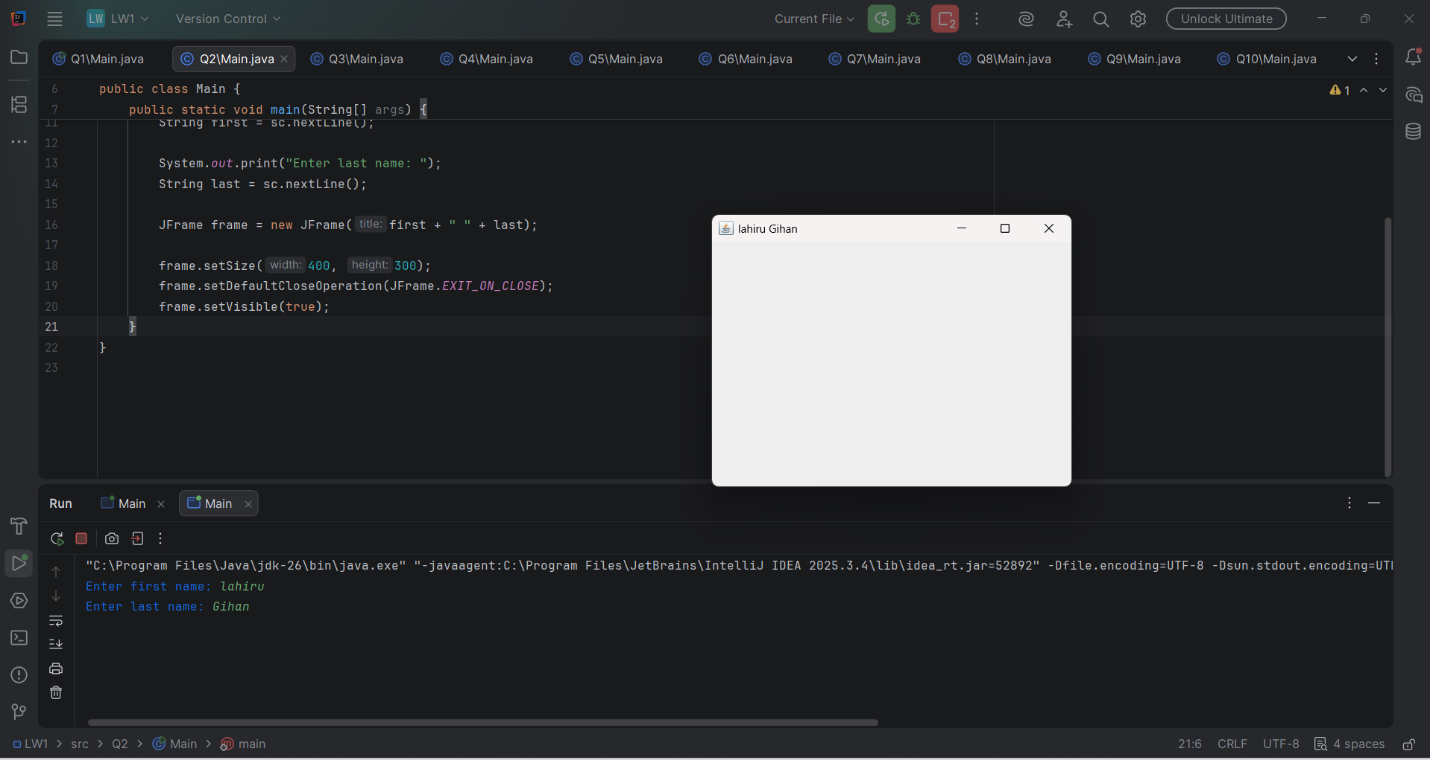 LW LW1 Version Control Current File 2 Unlock Ultimate
Q1\Main.java Q2\Main.java Q3\Main.java Q4\Main.java Q5\Main.java Q6\Main.java Q7\Main.java Q8\Main.java Q9\Main.java Q10\Main.java
6 public class Main { 1
7 public static void main(String[] args) {
11 String first = sc.nextLine();
12
13 System.out.print("Enter last name: ");
14 String last = sc.nextLine();
15
16 JFrame frame = new JFrame( title: first + " " + last);
17
18 frame.setSize( width: 400, height: 300);
19 frame.setDefaultCloseOperation(JFrame.EXIT_ON_CLOSE);
20 frame.setVisible(true);
21 }
22 }
23
lahiru Gihan
Run Main Main
"C:\Program Files\Java\jdk-26\bin\java.exe" "-javaagent:C:\Program Files\JetBrains\IntelliJ IDEA 2025.3.4\lib\idea_rt.jar=52892" -Dfile.encoding=UTF-8 -Dsun.stdout.encoding=UTF
Enter first name: lahiru
Enter last name: Gihan
LW1 > src > Q2 > Main > main 21:6 CRLF UTF-8 4 spaces